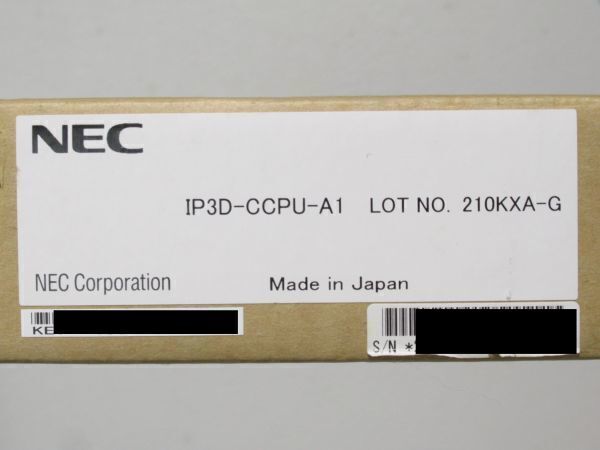 NEC
IP3D-CCPU-A1 LOT NO. 210KXA-G
NEC Corporation Made in Japan
KE
S/N *